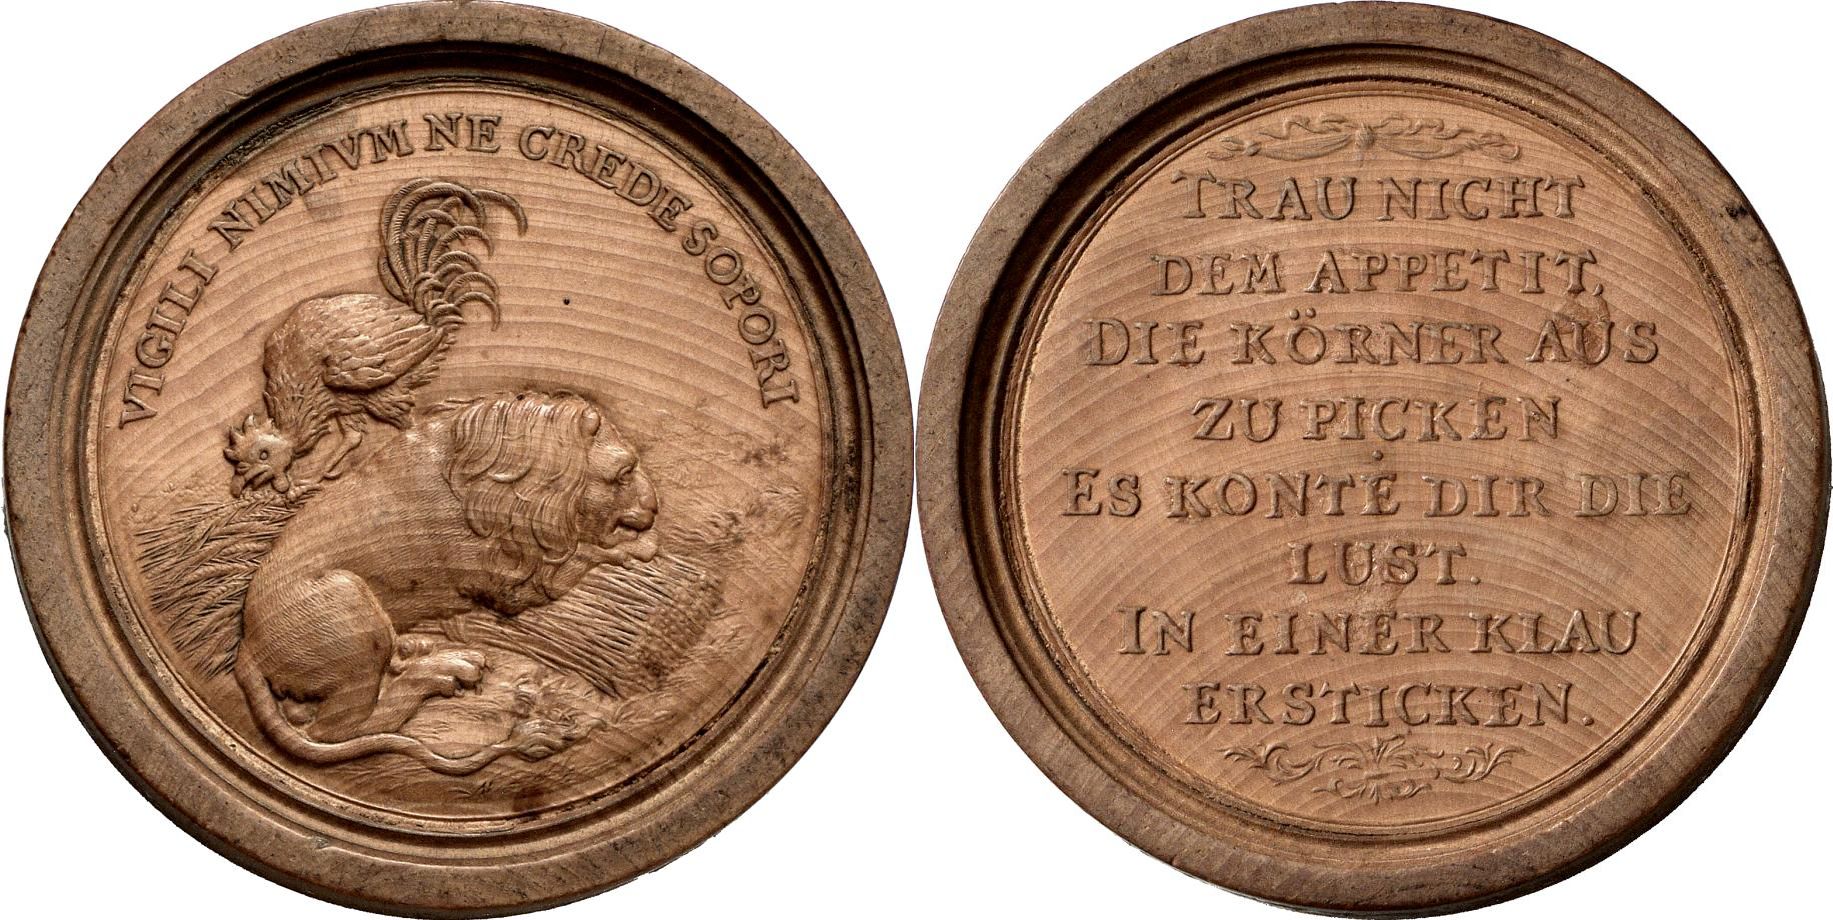 VIGILI NIMIVM NE CREDE SOPORI
TRAU NICHT
DEM APPETIT,
DIE KÖRNER AUS
ZU PICKEN
ES KONTE DIR DIE
LUST.
IN EINER KLAU
ERSTICKEN.